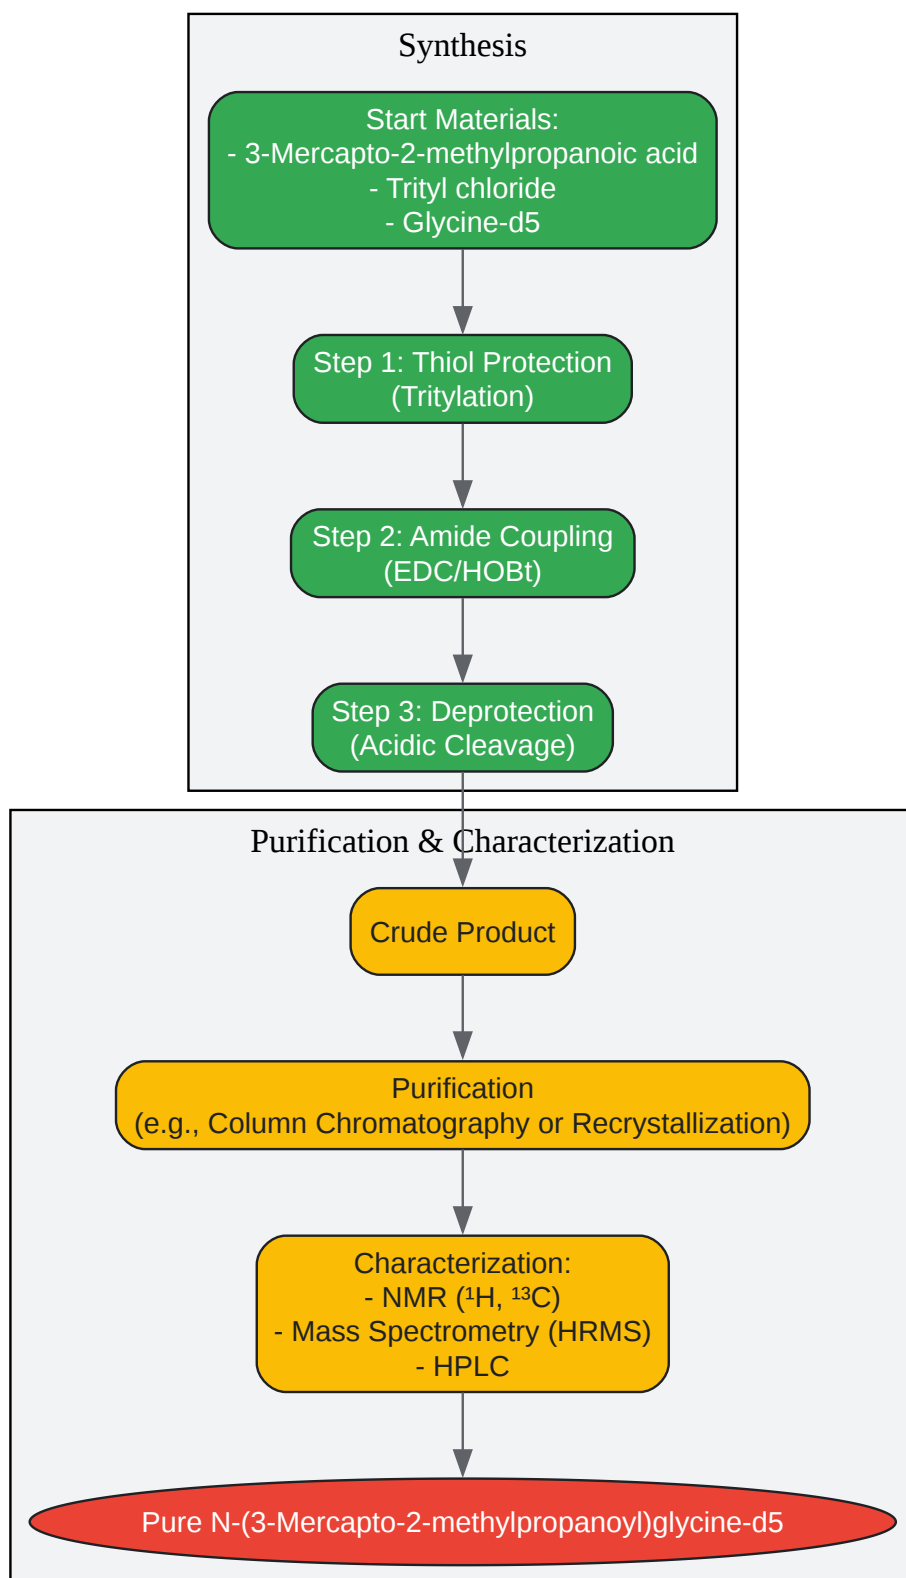 Synthesis
Start Materials:
- 3-Mercapto-2-methylpropanoic acid
- Trityl chloride
- Glycine-d5
Step 1: Thiol Protection
(Tritylation)
Step 2: Amide Coupling
(EDC/HOBt)
Step 3: Deprotection
(Acidic Cleavage)
Purification & Characterization
Crude Product
Purification
(e.g., Column Chromatography or Recrystallization)
Characterization:
- NMR (¹H, ¹³C)
- Mass Spectrometry (HRMS)
- HPLC
Pure N-(3-Mercapto-2-methylpropanoyl)glycine-d5